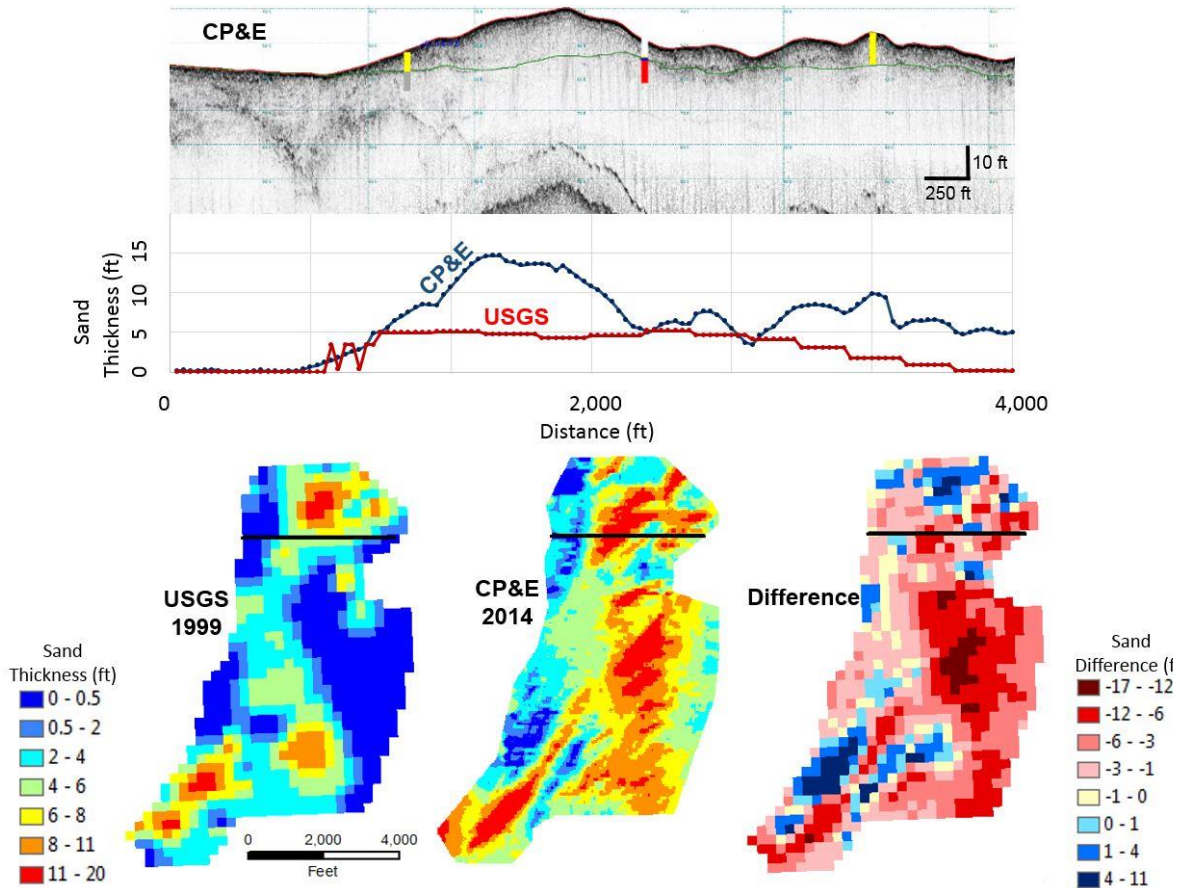 CP&E
10 ft
250 ft
Sand
Thickness (ft)
15
10
5
0
CP&E
USGS
0
2,000
4,000
Distance (ft)
USGS
1999
CP&E
2014
Difference
Sand
Thickness (ft)
0 - 0.5
0.5 - 2
2 - 4
4 - 6
6 - 8
8 - 11
11 - 20
0
2,000
4,000
Feet
Sand
Difference (f
-17 - -12
-12 - -6
-6 - -3
-3 - -1
-1 - 0
0 - 1
1 - 4
4 - 11